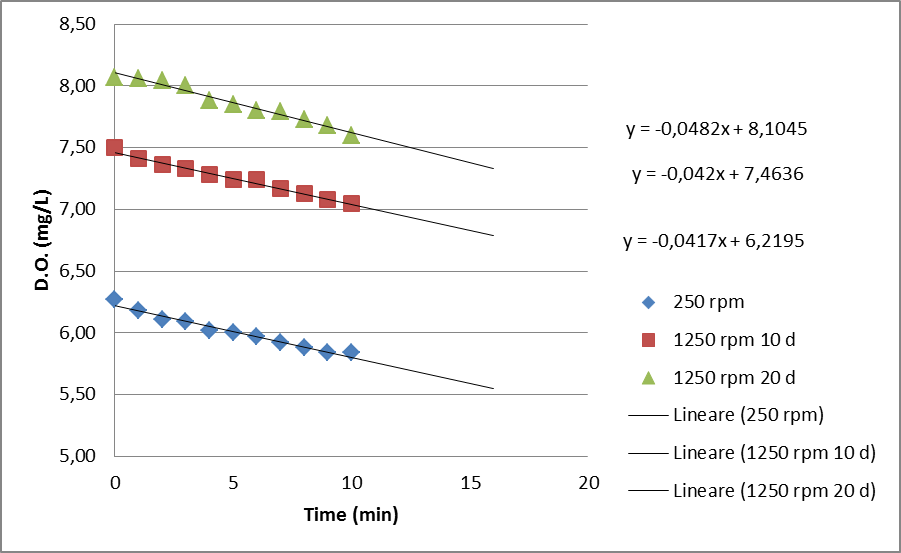 8,50
8,00
7,50
7,00
6,50
6,00
5,50
5,00
D.O. (mg/L)
0 5 10 15 20
Time (min)
y = -0,0482x + 8,1045
y = -0,042x + 7,4636
y = -0,0417x + 6,2195
250 rpm
1250 rpm 10 d
1250 rpm 20 d
Lineare (250 rpm)
Lineare (1250 rpm 10 d)
Lineare (1250 rpm 20 d)